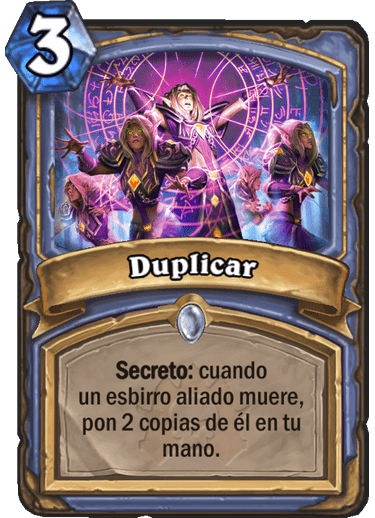 3
Duplicar
Secreto: cuando
un esbirro aliado muere,
pon 2 copias de él en tu
mano.